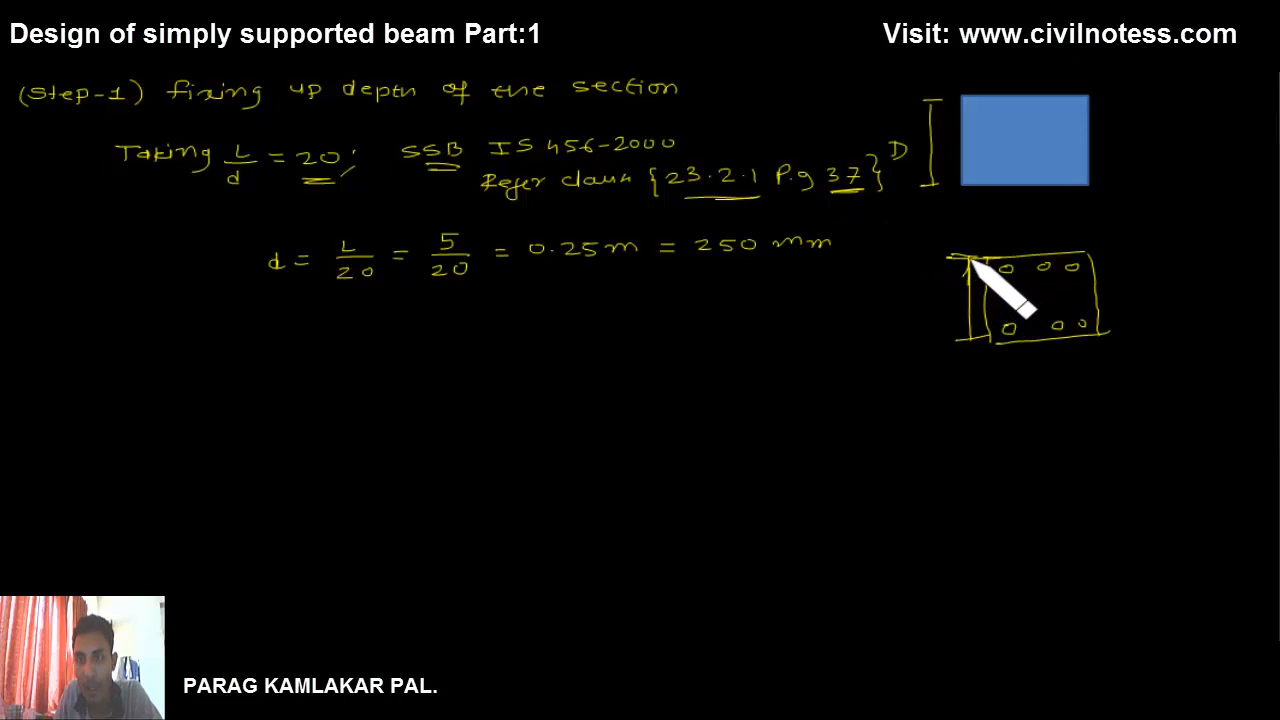 Design of simply supported beam Part:1 Visit: www.civilnotess.com
(Step-1) fixing up depth of the section
Taking L/d = 20; SSB IS 456-2000
Refer clause {23.2.1 P.g 37} D
d = L/20 = 5/20 = 0.25m = 250 mm
PARAG KAMLAKAR PAL.